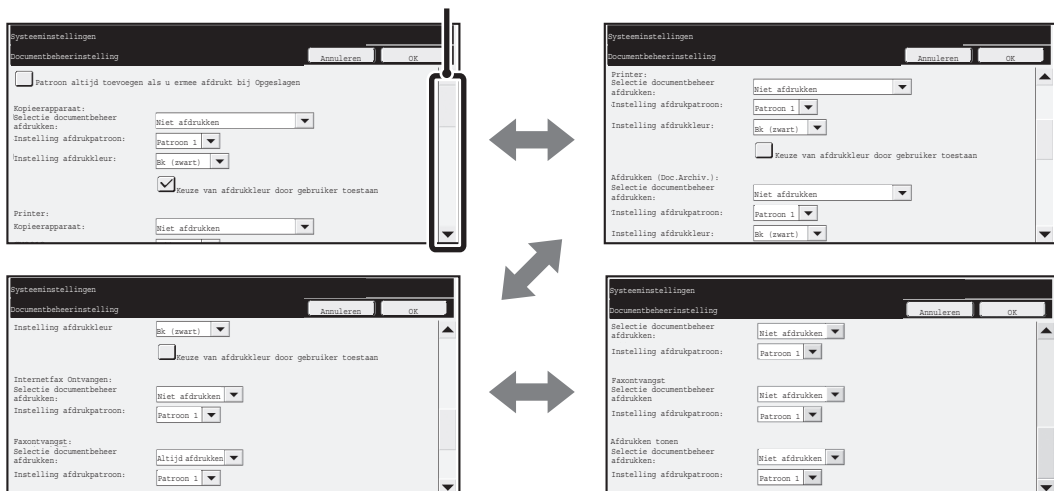 Systeeminstellingen
Documentbeheerinstelling
Annuleren
OK
Patroon altijd toevoegen als u ermee afdrukt bij Opgeslagen
Kopieerapparaat:
Selectie documentbeheer
afdrukken:
Niet afdrukken
Instelling afdrukpatroon:
Patroon 1
Instelling afdrukkleur:
Bk (zwart)
Keuze van afdrukkleur door gebruiker toestaan
Printer:
Kopieerapparaat:
Niet afdrukken
Systeeminstellingen
Documentbeheerinstelling
Annuleren
OK
Printer:
Selectie documentbeheer
afdrukken:
Niet afdrukken
Instelling afdrukpatroon:
Patroon 1
Instelling afdrukkleur:
Bk (zwart)
Keuze van afdrukkleur door gebruiker toestaan
Afdrukken (Doc.Archiv.):
Selectie documentbeheer
afdrukken:
Niet afdrukken
Instelling afdrukpatroon:
Patroon 1
Instelling afdrukkleur:
Bk (zwart)
Systeeminstellingen
Documentbeheerinstelling
Annuleren
OK
Instelling afdrukkleur
Bk (zwart)
Keuze van afdrukkleur door gebruiker toestaan
Internetfax Ontvangen:
Selectie documentbeheer
afdrukken:
Niet afdrukken
Instelling afdrukpatroon:
Patroon 1
Faxontvangst:
Selectie documentbeheer
afdrukken:
Altijd afdrukken
Instelling afdrukpatroon:
Patroon 1
Systeeminstellingen
Documentbeheerinstelling
Annuleren
OK
Selectie documentbeheer
afdrukken:
Niet afdrukken
Instelling afdrukpatroon:
Patroon 1
Faxontvangst
Selectie documentbeheer
afdrukken
Niet afdrukken
Instelling afdrukpatroon:
Patroon 1
Afdrukken tonen
Selectie documentbeheer
afdrukken:
Niet afdrukken
Instelling afdrukpatroon:
Patroon 1